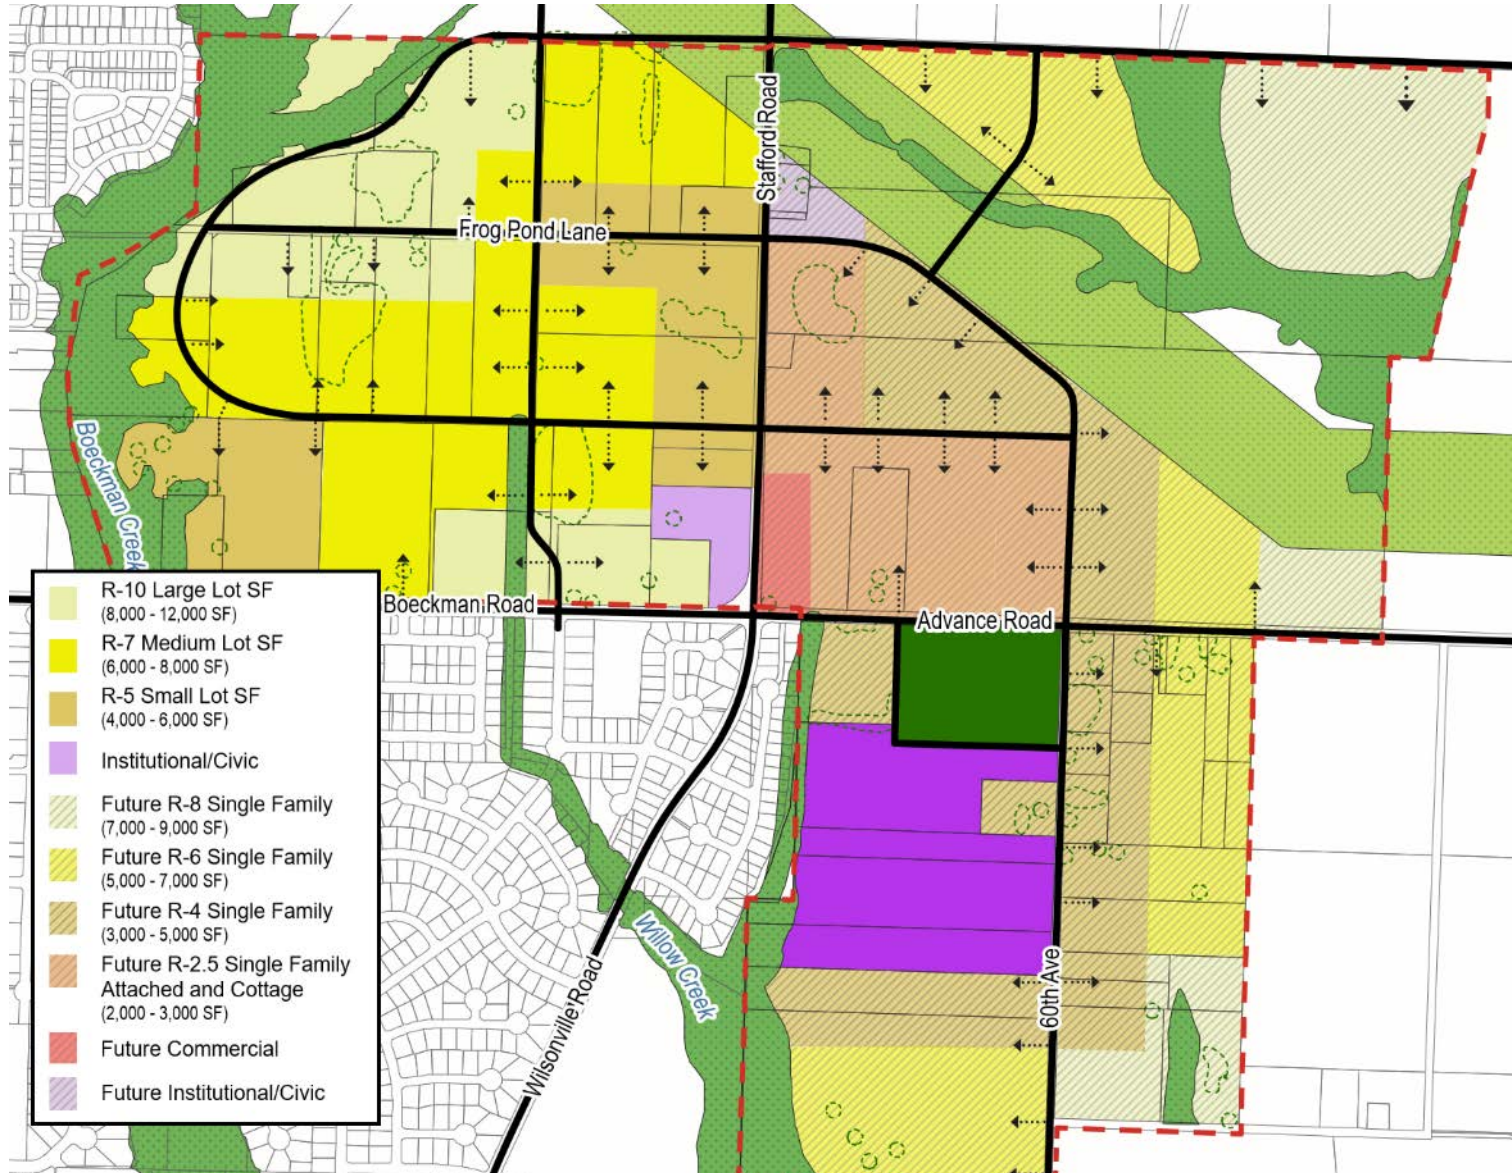 Stafford Road
Frog Pond Lane
Boeckman Creek
Boeckman Road
Advance Road
Willow Creek
Wilsonville Road
60th Ave
R-10 Large Lot SF
(8,000 - 12,000 SF)
R-7 Medium Lot SF
(6,000 - 8,000 SF)
R-5 Small Lot SF
(4,000 - 6,000 SF)
Institutional/Civic
Future R-8 Single Family
(7,000 - 9,000 SF)
Future R-6 Single Family
(5,000 - 7,000 SF)
Future R-4 Single Family
(3,000 - 5,000 SF)
Future R-2.5 Single Family
Attached and Cottage
(2,000 - 3,000 SF)
Future Commercial
Future Institutional/Civic